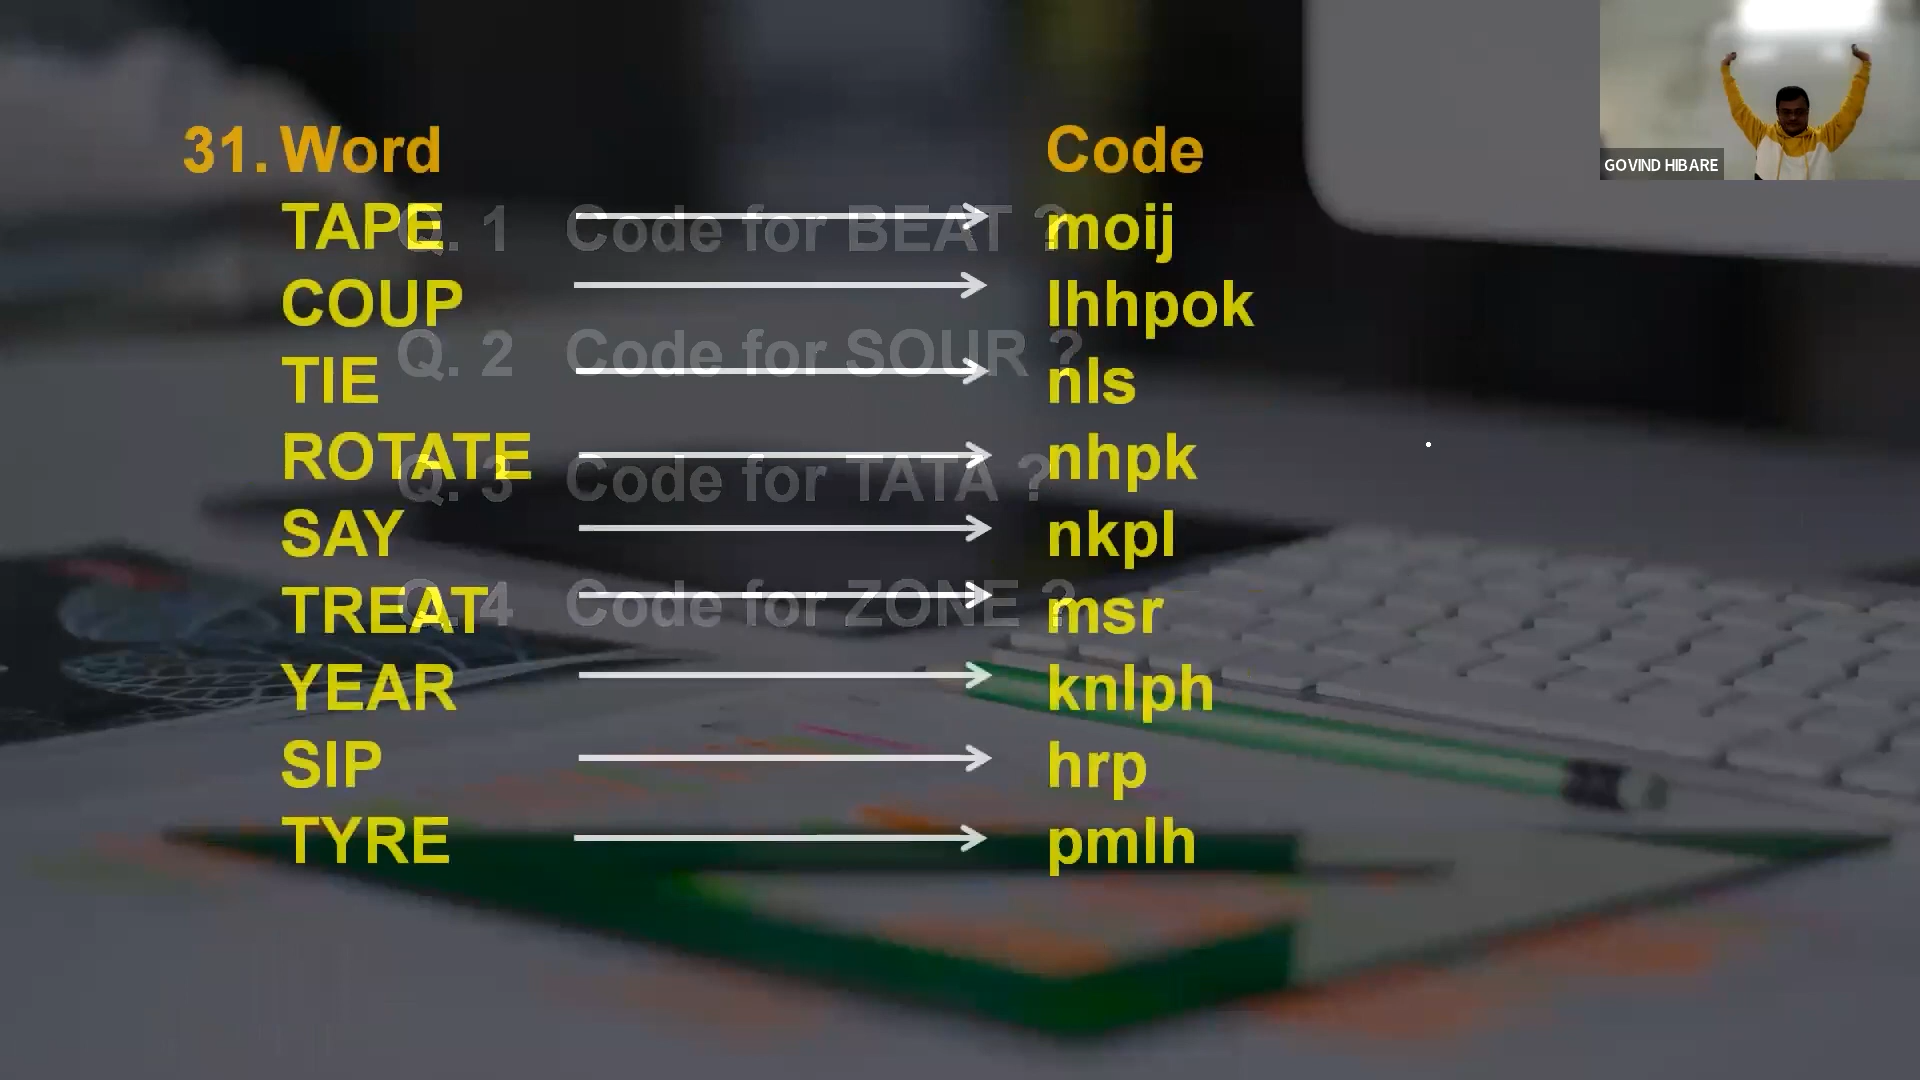 GOVIND HIBARE
31. Word Code
TAPE moij
COUP lhhpok
TIE nls
ROTATE nhpk
SAY nkpl
TREAT msr
YEAR knlph
SIP hrp
TYRE pmlh
Q. 1 Code for BEAT ?
Q. 2 Code for SOUR ?
Q. 3 Code for TATA ?
Q. 4 Code for ZONE ?